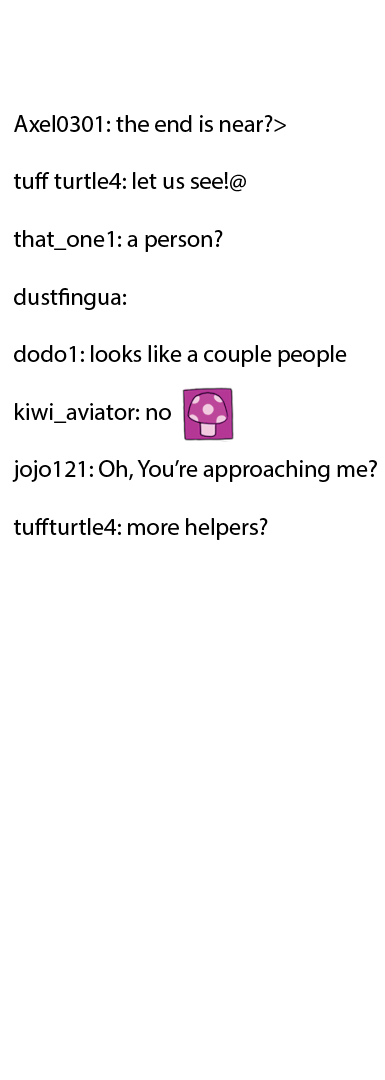 Axel0301: the end is near?>
tuff turtle4: let us see!@
that_one1: a person?
dustfingua:
dodo1: looks like a couple people
kiwi_aviator: no
jojo121: Oh, You’re approaching me?
tuffturtle4: more helpers?